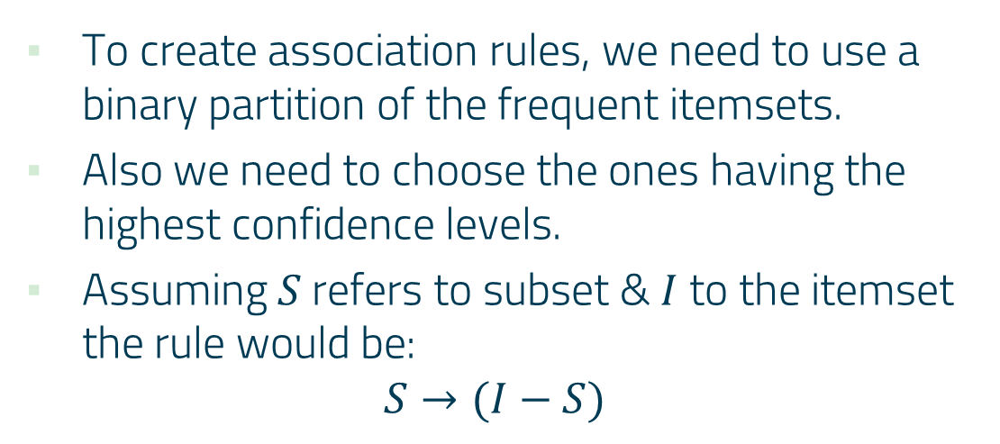 To create association rules, we need to use a
binary partition of the frequent itemsets.
Also we need to choose the ones having the
highest confidence levels.
Assuming S refers to subset & I to the itemset
the rule would be:
S → (I − S)